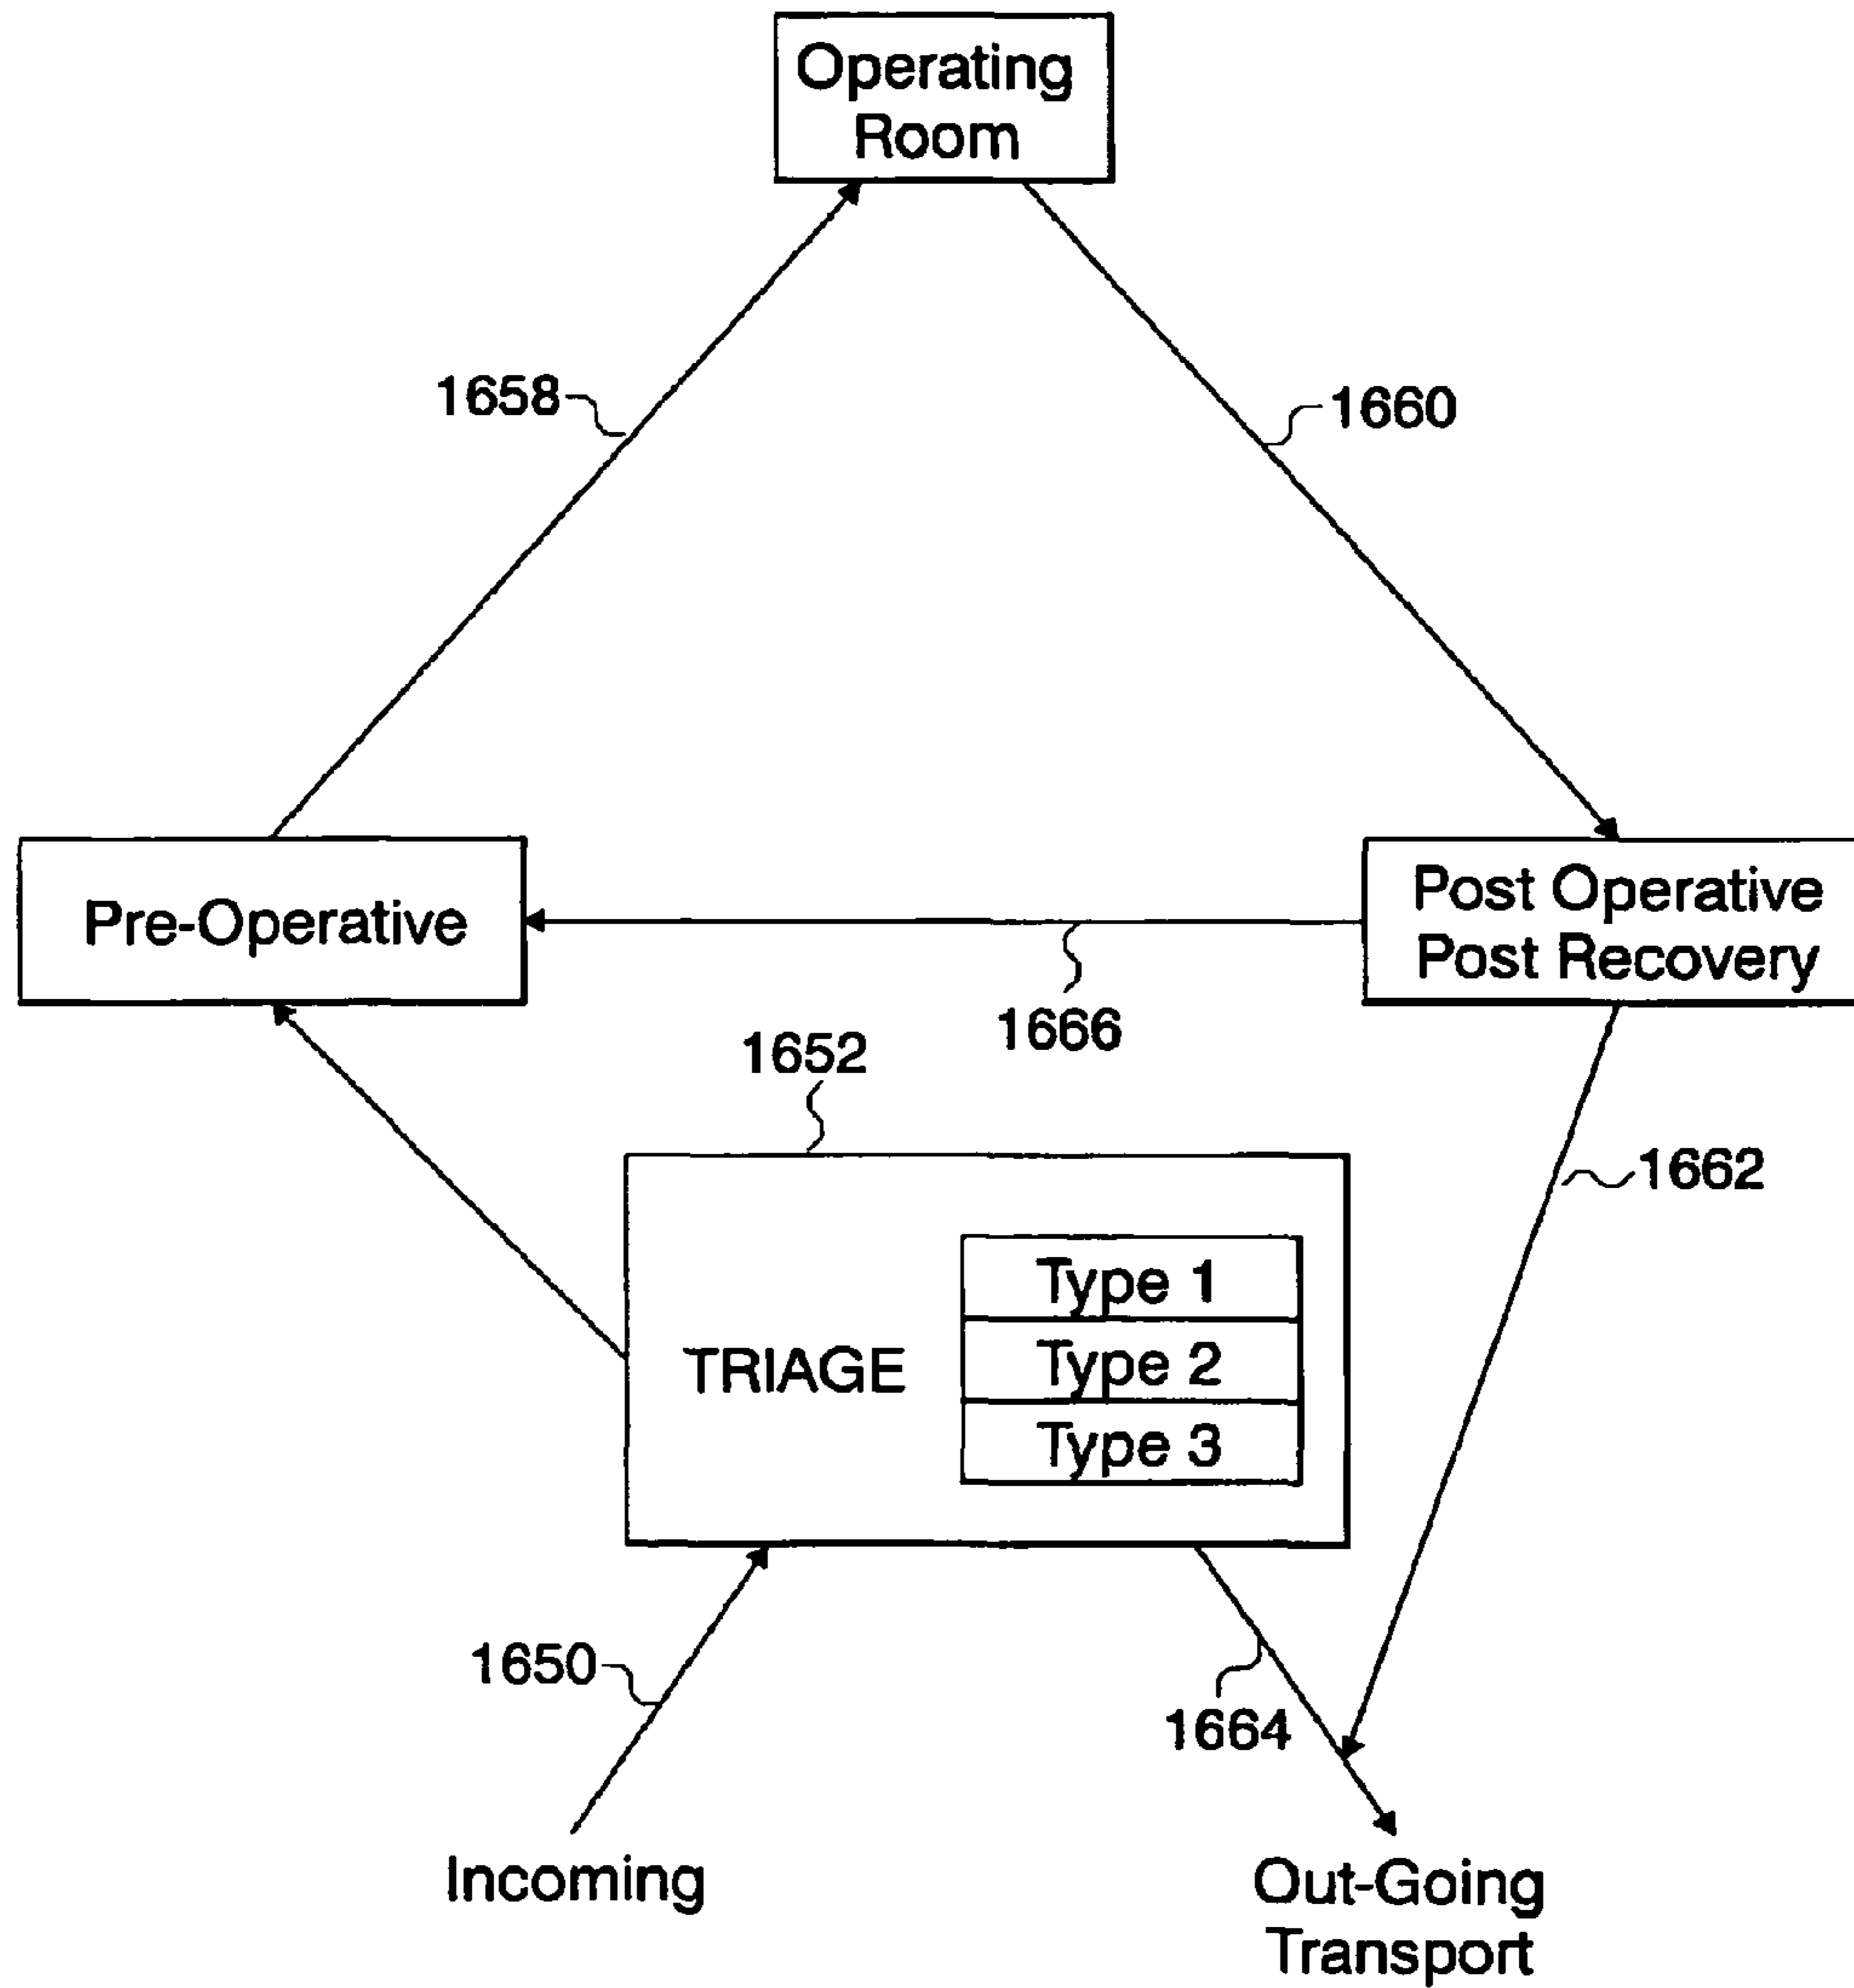 Operating
Room
1658
1660
Pre-Operative
Post Operative
Post Recovery
1666
1652
1662
TRIAGE
Type 1
Type 2
Type 3
1650
1664
Incoming
Out-Going
Transport